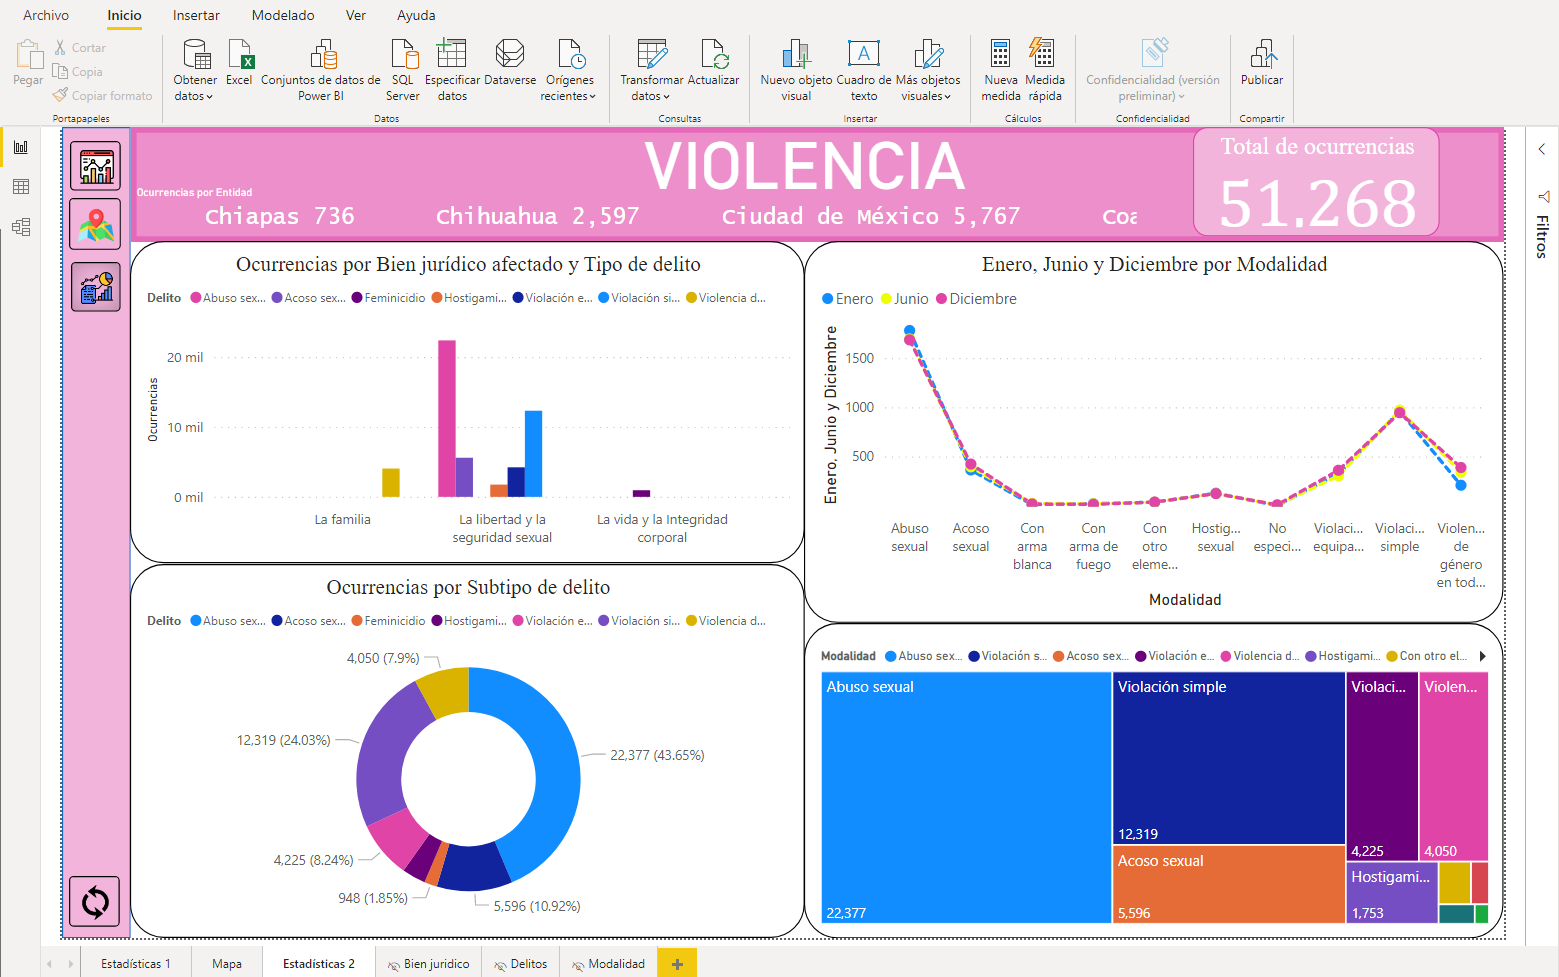 Archivo Inicio Insertar Modelado Ver Ayuda
Pegar
Cortar
Copia
Copiar formato
Portapapeles
Obtener datos
Excel
Conjuntos de datos de Power BI
SQL Server
Especificar datos
Dataverse
Orígenes recientes
Datos
Transformar datos
Actualizar
Consultas
Nuevo objeto visual
Cuadro de texto
Más objetos visuales
Insertar
Nueva medida
Medida rápida
Cálculos
Confidencialidad (versión preliminar)
Confidencialidad
Publicar
Compartir
VIOLENCIA
Ocurrencias por Entidad
Chiapas 736 Chihuahua 2,597 Ciudad de México 5,767 Coa
Total de ocurrencias
51,268
Filtros
Ocurrencias por Bien jurídico afectado y Tipo de delito
Delito Abuso sex... Acoso sex... Feminicidio Hostigami... Violación e... Violación si... Violencia d...
Ocurrencias
20 mil
10 mil
0 mil
La familia
La libertad y la seguridad sexual
La vida y la Integridad corporal
Enero, Junio y Diciembre por Modalidad
Enero Junio Diciembre
Enero, Junio y Diciembre
1500
1000
500
Abuso sexual
Acoso sexual
Con arma blanca
Con arma de fuego
Con otro eleme...
Hostig... sexual
No especi...
Violaci... equipa...
Violaci... simple
Violen... de género en tod...
Modalidad
Ocurrencias por Subtipo de delito
Delito Abuso sex... Acoso sex... Feminicidio Hostigami... Violación e... Violación si... Violencia d...
4,050 (7.9%)
12,319 (24.03%)
22,377 (43.65%)
4,225 (8.24%)
948 (1.85%)
5,596 (10.92%)
Modalidad Abuso sex... Violación s... Acoso sex... Violación e... Violencia d... Hostigami... Con otro el...
Abuso sexual
22,377
Violación simple
12,319
Acoso sexual
5,596
Violaci...
4,225
Violen...
4,050
Hostigami...
1,753
Estadísticas 1 Mapa Estadísticas 2 Bien juridico Delitos Modalidad